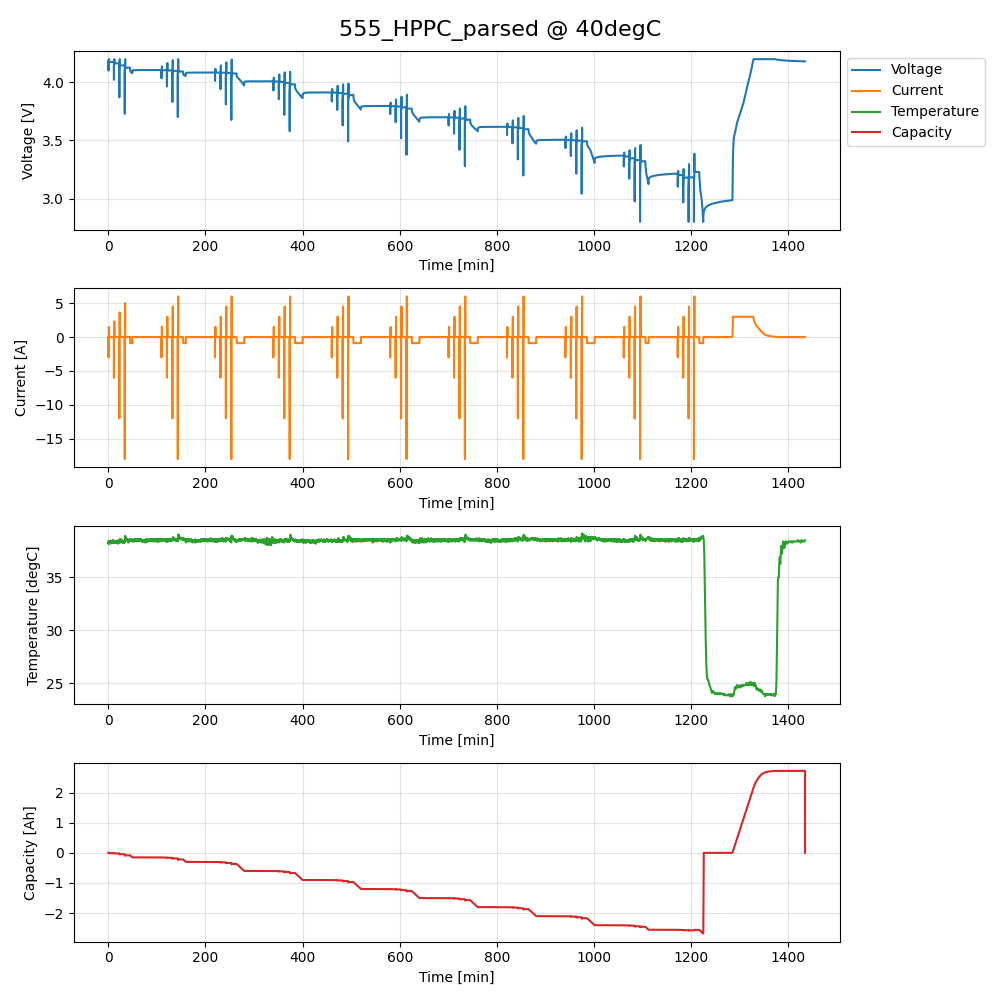 555_HPPC_parsed @ 40degC
Voltage [V]
4.0
3.5
3.0
0 200 400 600 800 1000 1200 1400
Time [min]
Voltage
Current
Temperature
Capacity
Current [A]
5
0
−5
−10
−15
0 200 400 600 800 1000 1200 1400
Time [min]
Temperature [degC]
35
30
25
0 200 400 600 800 1000 1200 1400
Time [min]
Capacity [Ah]
2
1
0
−1
−2
0 200 400 600 800 1000 1200 1400
Time [min]